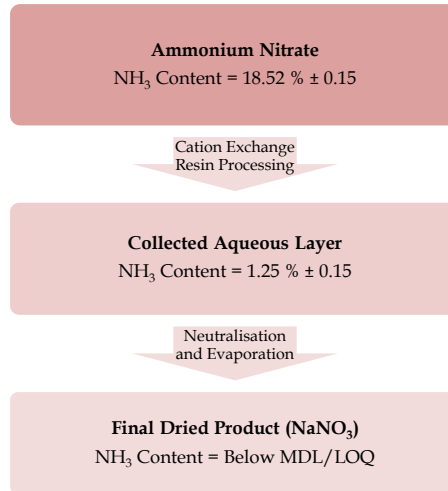 Ammonium Nitrate
NH₃ Content = 18.52 % ± 0.15
Cation Exchange
Resin Processing
Collected Aqueous Layer
NH₃ Content = 1.25 % ± 0.15
Neutralisation
and Evaporation
Final Dried Product (NaNO₃)
NH₃ Content = Below MDL/LOQ